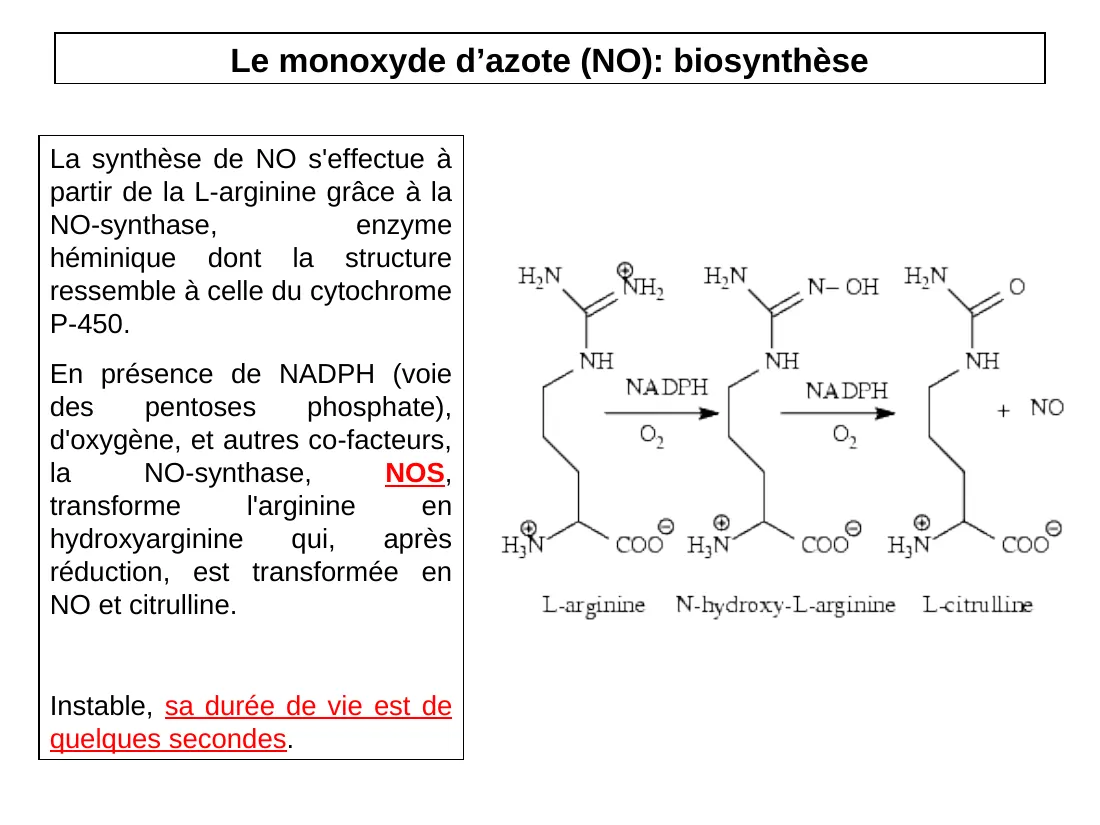 Le monoxyde d’azote (NO): biosynthèse
La synthèse de NO s'effectue à
partir de la L-arginine grâce à la
NO-synthase, enzyme
héminique dont la structure
ressemble à celle du cytochrome
P-450.
En présence de NADPH (voie
des pentoses phosphate),
d'oxygène, et autres co-facteurs,
la NO-synthase, NOS,
transforme l'arginine en
hydroxyarginine qui, après
réduction, est transformée en
NO et citrulline.
Instable, sa durée de vie est de
quelques secondes.
H2N ⊕ NH2 H2N N– OH H2N O
NH NH NH
NADPH NADPH + NO
O2 O2
H3N⊕ COO⊖ H3N⊕ COO⊖ H3N⊕ COO⊖
L-arginine N-hydroxy-L-arginine L-citrulline